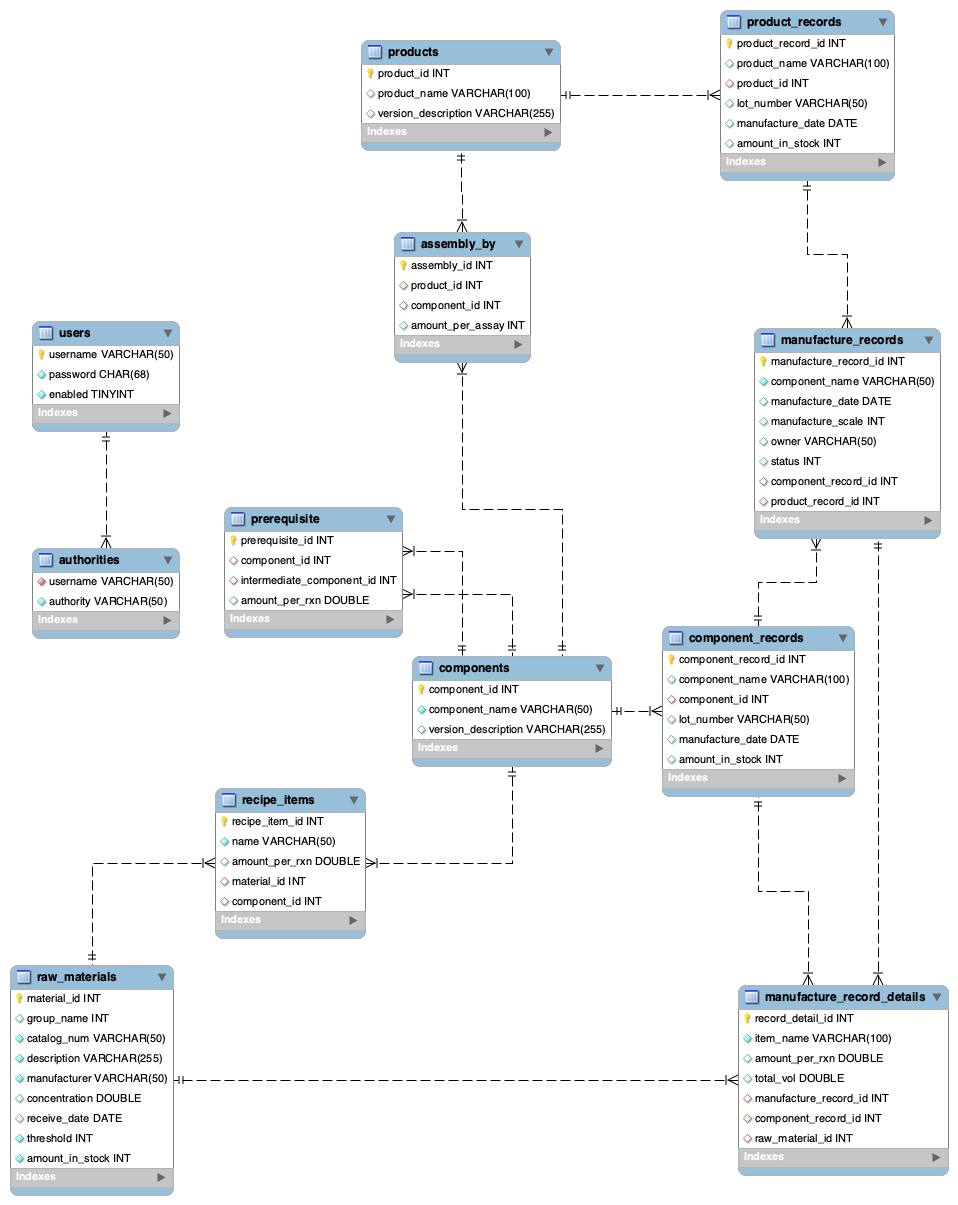 product_records
product_record_id INT
product_name VARCHAR(100)
product_id INT
lot_number VARCHAR(50)
manufacture_date DATE
amount_in_stock INT
Indexes
products
product_id INT
product_name VARCHAR(100)
version_description VARCHAR(255)
Indexes
assembly_by
assembly_id INT
product_id INT
component_id INT
amount_per_assay INT
Indexes
users
username VARCHAR(50)
password CHAR(68)
enabled TINYINT
Indexes
manufacture_records
manufacture_record_id INT
component_name VARCHAR(50)
manufacture_date DATE
manufacture_scale INT
owner VARCHAR(50)
status INT
component_record_id INT
product_record_id INT
Indexes
prerequisite
prerequisite_id INT
component_id INT
intermediate_component_id INT
amount_per_rxn DOUBLE
Indexes
authorities
username VARCHAR(50)
authority VARCHAR(50)
Indexes
components
component_id INT
component_name VARCHAR(50)
version_description VARCHAR(255)
Indexes
component_records
component_record_id INT
component_name VARCHAR(100)
component_id INT
lot_number VARCHAR(50)
manufacture_date DATE
amount_in_stock INT
Indexes
recipe_items
recipe_item_id INT
name VARCHAR(50)
amount_per_rxn DOUBLE
material_id INT
component_id INT
Indexes
raw_materials
material_id INT
group_name INT
catalog_num VARCHAR(50)
description VARCHAR(255)
manufacturer VARCHAR(50)
concentration DOUBLE
receive_date DATE
threshold INT
amount_in_stock INT
Indexes
manufacture_record_details
record_detail_id INT
item_name VARCHAR(100)
amount_per_rxn DOUBLE
total_vol DOUBLE
manufacture_record_id INT
component_record_id INT
raw_material_id INT
Indexes